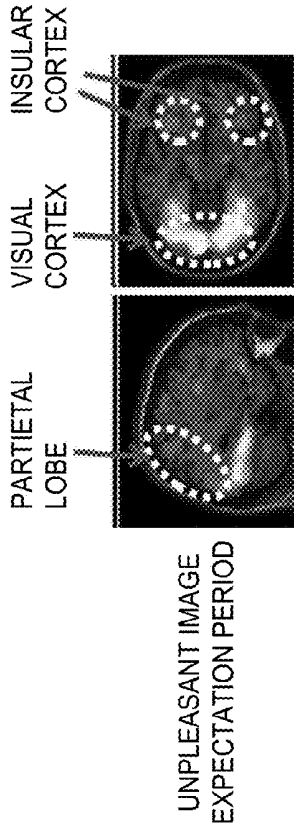 PARTIETAL
LOBE
VISUAL
CORTEX
INSULAR
CORTEX
UNPLEASANT IMAGE
EXPECTATION PERIOD